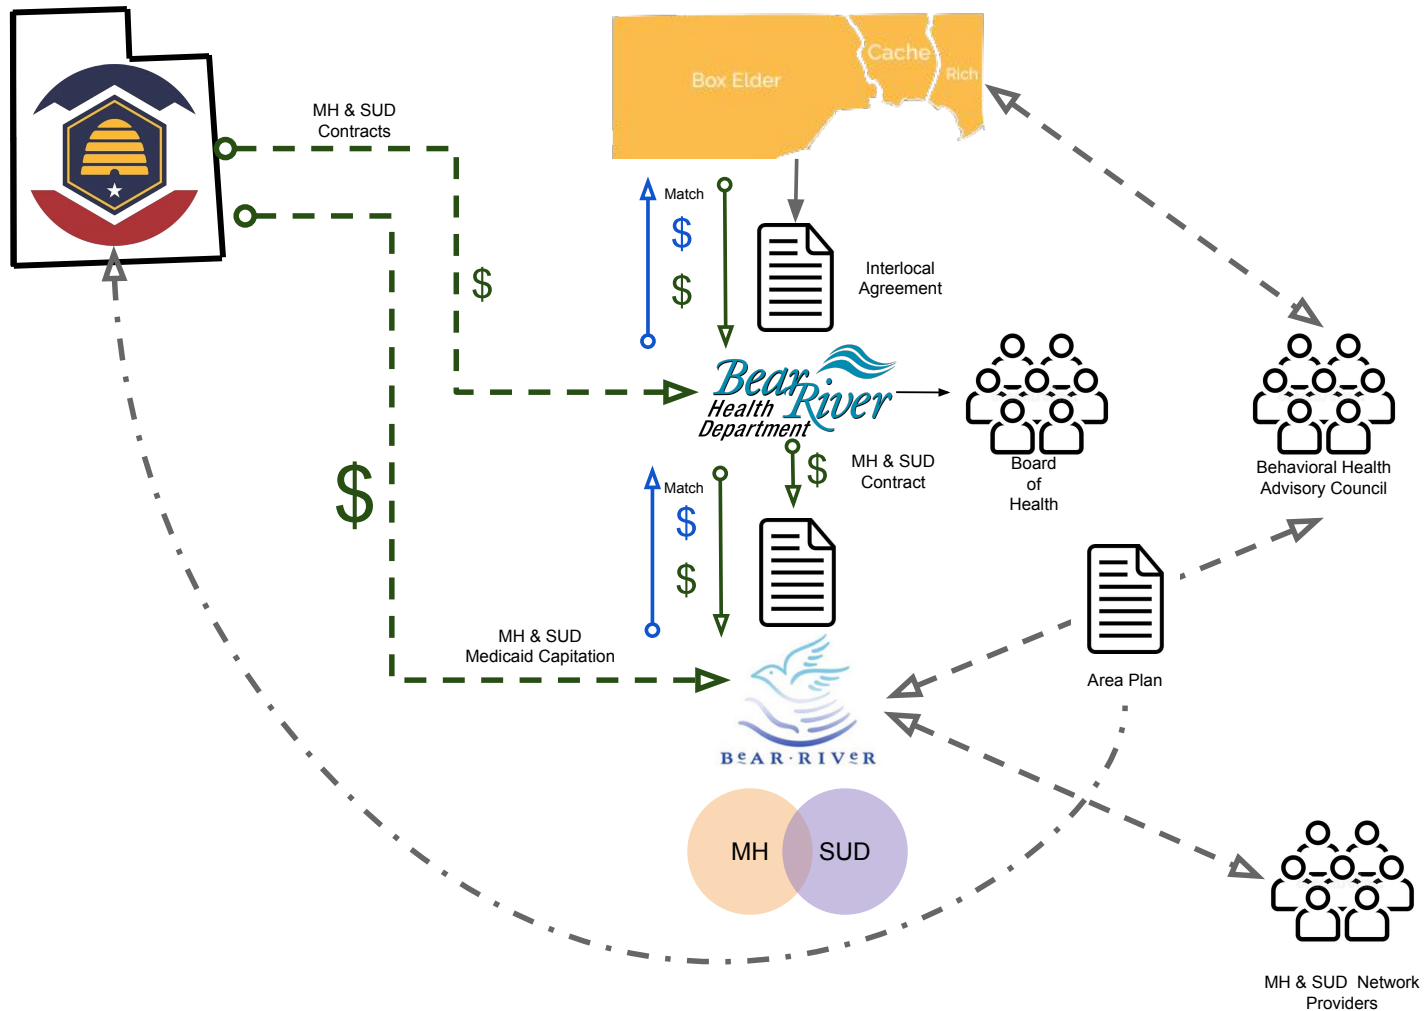 Box Elder
Cache
Rich
MH & SUD
Contracts
Match
$
$
$
Interlocal
Agreement
Bear
River
Health
Department
Board
of
Health
Behavioral Health
Advisory Council
$
Match
$
$
$
MH & SUD
Contract
MH & SUD
Medicaid Capitation
Area Plan
BeAR·RIVeR
MH
SUD
MH & SUD Network
Providers